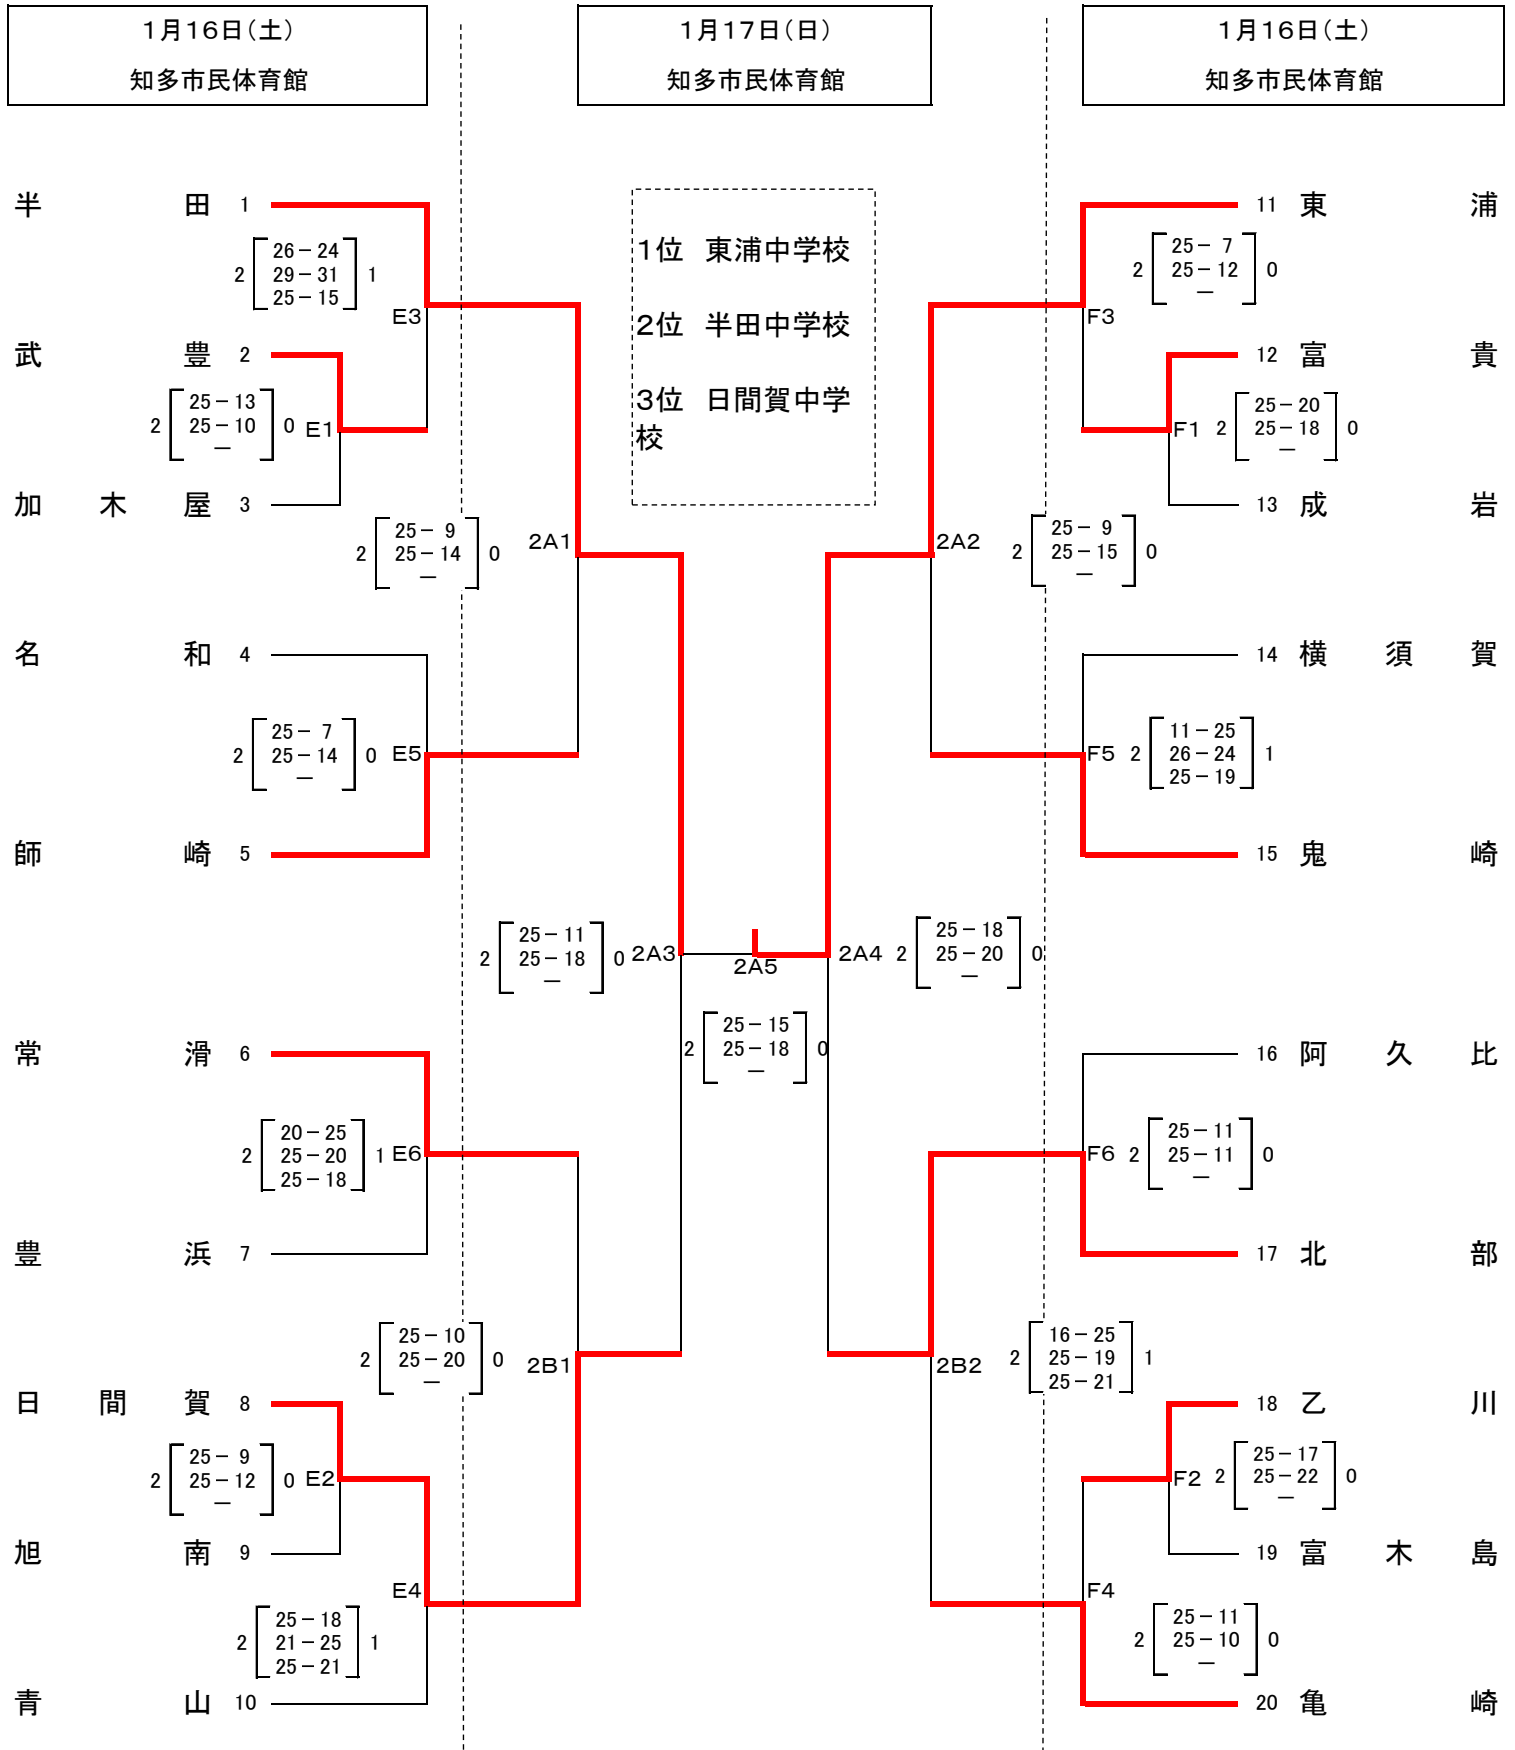 1月16日(土)
知多市民体育館
1月17日(日)
知多市民体育館
1月16日(土)
知多市民体育館
1位 東浦中学校
2位 半田中学校
3位 日間賀中学
校
半田 1
2 26－24 1
29－31
25－15
E3
武豊 2
2 25－13 0
25－10
－
E1
加木屋 3
2 25－9 0
25－14
－
2A1
名和 4
2 25－7 0
25－14
－
E5
師崎 5
2 25－11 0
25－18
－
2A3
常滑 6
2 20－25 1
25－20
25－18
E6
豊浜 7
2 25－10 0
25－20
－
2B1
日間賀 8
2 25－9 0
25－12
－
E2
旭南 9
E4
2 25－18 1
21－25
25－21
青山 10
2A5
2 25－15 0
25－18
－
11 東浦
2 25－7 0
25－12
－
F3
12 富貴
F1
2 25－20 0
25－18
－
13 成岩
2A2
2 25－9 0
25－15
－
14 横須賀
F5
2 11－25 1
26－24
25－19
15 鬼崎
2A4
2 25－18 0
25－20
－
16 阿久比
F6
2 25－11 0
25－11
－
17 北部
2B2
2 16－25 1
25－19
25－21
18 乙川
F2
2 25－17 0
25－22
－
19 富木島
F4
2 25－11 0
25－10
－
20 亀崎